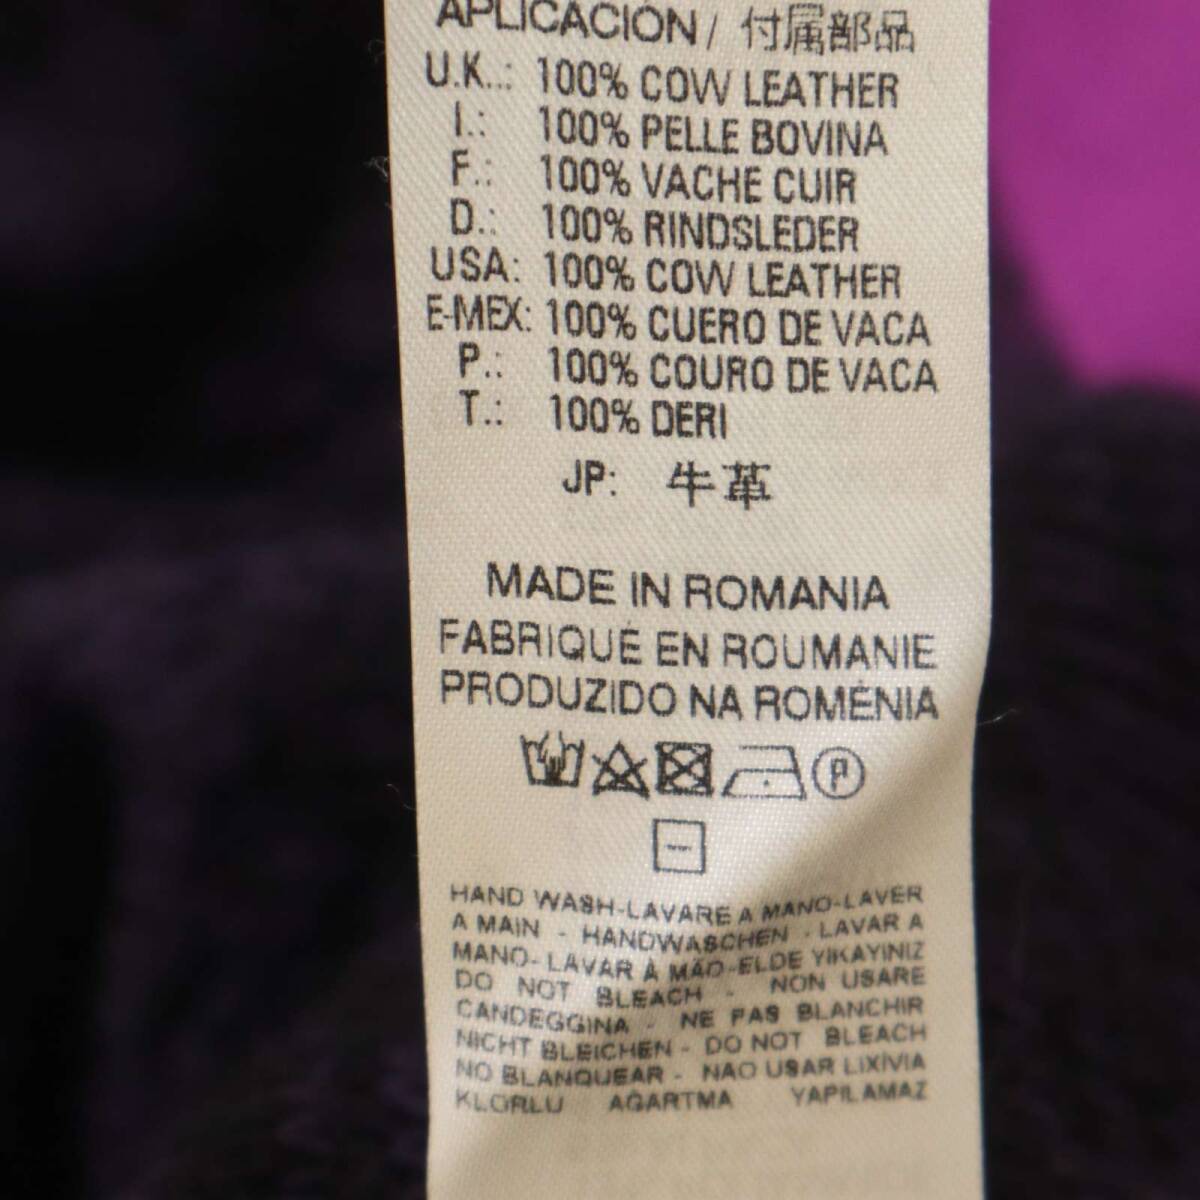 APLICACION / 付属部品
U.K..: 100% COW LEATHER
I.: 100% PELLE BOVINA
F.: 100% VACHE CUIR
D.: 100% RINDSLEDER
USA: 100% COW LEATHER
E-MEX: 100% CUERO DE VACA
P.: 100% COURO DE VACA
T.: 100% DERI
JP: 牛革
MADE IN ROMANIA
FABRIQUÉ EN ROUMANIE
PRODUZIDO NA ROMÉNIA
P
HAND WASH-LAVARE A MANO-LAVER
A MAIN - HANDWASCHEN - LAVAR A
MANO- LAVAR À MÃO-ELDE YIKAYINIZ
DO NOT BLEACH - NON USARE
CANDEGGINA - NE PAS BLANCHIR
NICHT BLEICHEN - DO NOT BLEACH
NO BLANQUEAR - NAO USAR LIXIVIA
KLORLU AĞARTMA YAPILAMAZ